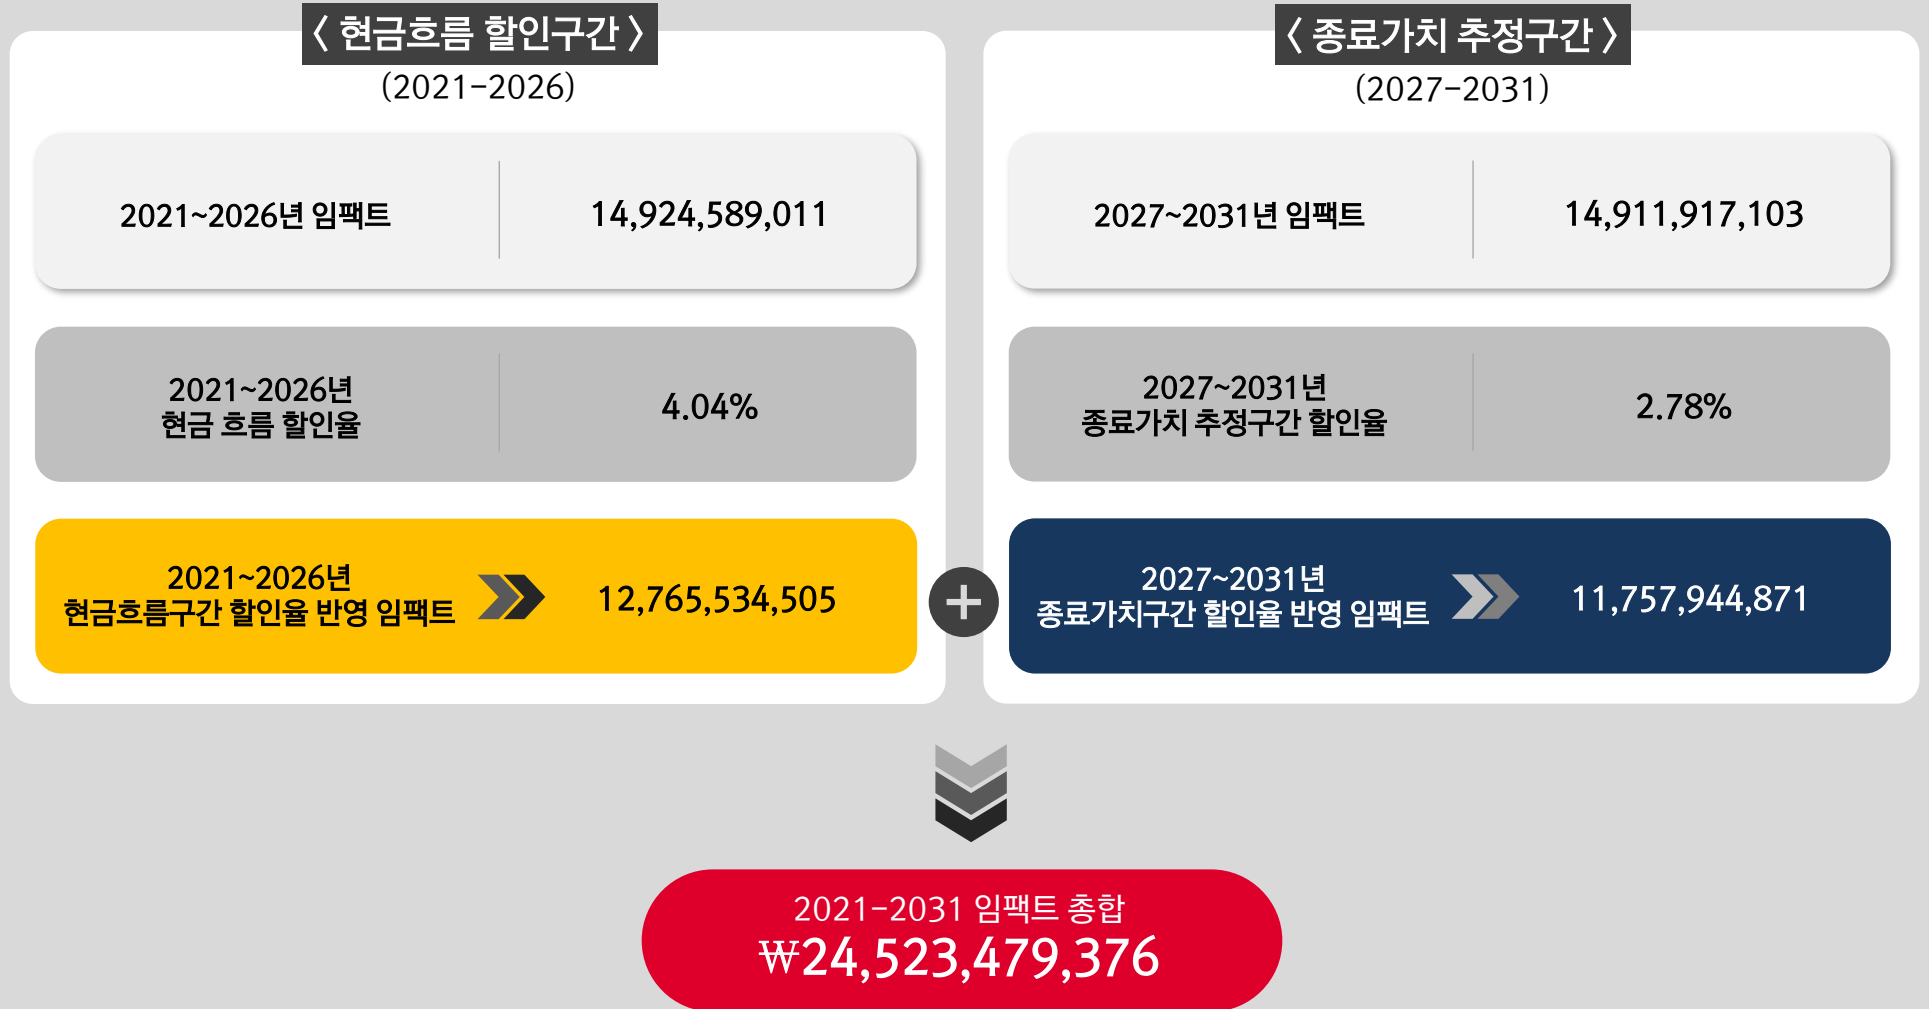 〈 현금흐름 할인구간 〉
(2021-2026)
2021~2026년 임팩트
14,924,589,011
2021~2026년
현금 흐름 할인율
4.04%
2021~2026년
현금흐름구간 할인율 반영 임팩트
12,765,534,505
+
〈 종료가치 추정구간 〉
(2027-2031)
2027~2031년 임팩트
14,911,917,103
2027~2031년
종료가치 추정구간 할인율
2.78%
2027~2031년
종료가치구간 할인율 반영 임팩트
11,757,944,871
2021-2031 임팩트 총합
₩24,523,479,376